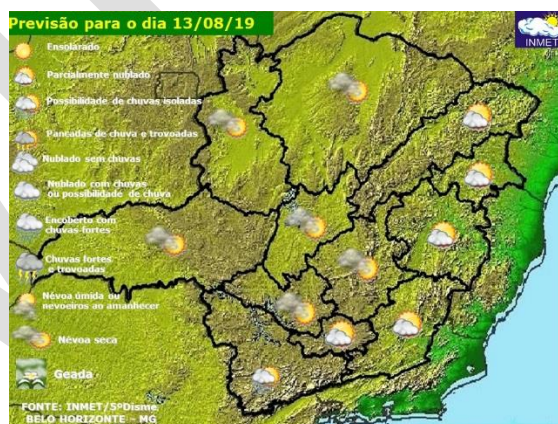 Previsão para o dia 13/08/19
INMET
Ensolarado
Parcialmente nublado
Possibilidade de chuvas isoladas
Pancadas de chuva e trovoadas
Nublado sem chuvas
Nublado com chuvas
ou possibilidade de chuva
Encoberto com
chuvas fortes
Chuvas fortes
e trovoadas
Névoa úmida ou
nevoeiros ao amanhecer
Névoa seca
Geada
FONTE: INMET/5ºDisme,
BELO HORIZONTE - MG